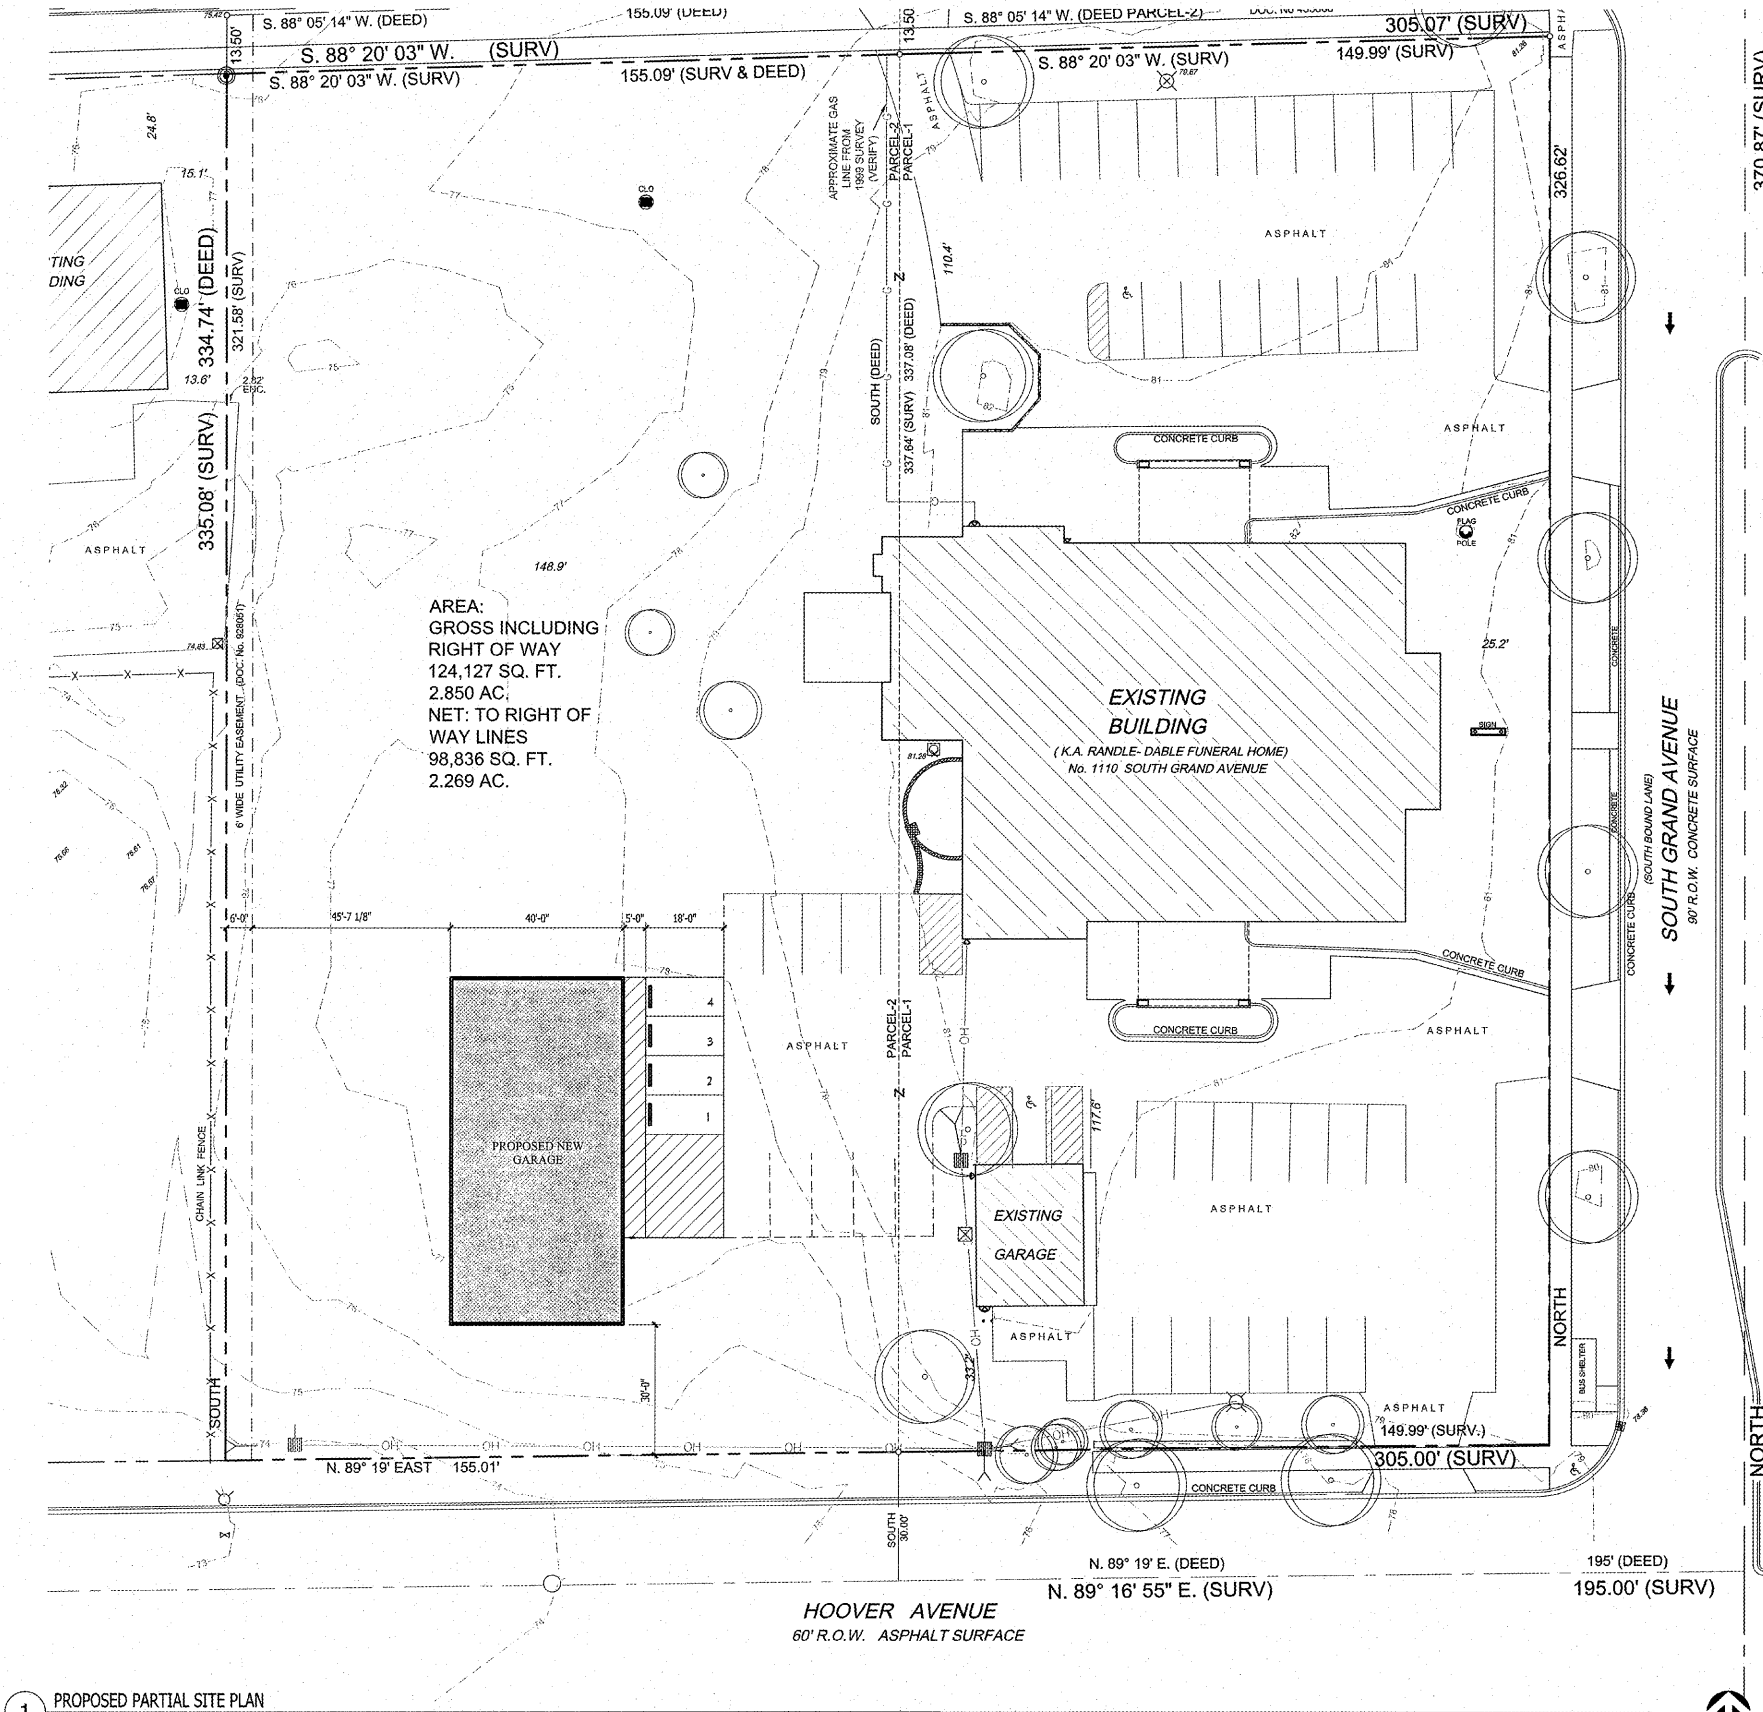 S. 88° 05' 14" W. (DEED)
155.09' (DEED)
13.50'
S. 88° 05' 14" W. (DEED PARCEL-2)
305.07' (SURV)
13.50'
S. 88° 20' 03" W. (SURV)
S. 88° 20' 03" W. (SURV)
155.09' (SURV & DEED)
S. 88° 20' 03" W. (SURV)
149.99' (SURV)
370.87' (SURV)
326.62'
24.8'
15.1'
13.6'
2.82'
ENC.
CLO
CLO
334.74' (DEED)
321.58' (SURV)
335.08' (SURV)
APPROXIMATE GAS
LINE FROM
1999 SURVEY
(VERIFY)
PARCEL-2
PARCEL-1
ASPHALT
ASPHALT
110.4'
SOUTH (DEED)
337.64' (SURV) 337.08' (DEED)
CONCRETE CURB
ASPHALT
CONCRETE CURB
FLAG
POLE
ASPHALT
148.9'
AREA:
GROSS INCLUDING
RIGHT OF WAY
124,127 SQ. FT.
2.850 AC.
NET: TO RIGHT OF
WAY LINES
98,836 SQ. FT.
2.269 AC.
6' WIDE UTILITY EASEMENT (DOC. No. 928051)
EXISTING
BUILDING
( K.A. RANDLE- DABLE FUNERAL HOME)
No. 1110 SOUTH GRAND AVENUE
25.2'
SIGN
CONCRETE
CONCRETE
CONCRETE CURB
(SOUTH BOUND LANE)
SOUTH GRAND AVENUE
90' R.O.W. CONCRETE SURFACE
6'-0"
45'-7 1/8"
40'-0"
5'-0"
18'-0"
4
3
2
1
PROPOSED NEW
GARAGE
30'-0"
ASPHALT
PARCEL-2
PARCEL-1
CONCRETE CURB
CONCRETE CURB
ASPHALT
117.6'
EXISTING
GARAGE
ASPHALT
ASPHALT
33.2'
CHAIN LINK FENCE
SOUTH
NORTH
BUS SHELTER
ASPHALT
149.99' (SURV.)
305.00' (SURV)
N. 89° 19' EAST 155.01'
CONCRETE CURB
NORTH
SOUTH
30.00'
N. 89° 19' E. (DEED)
N. 89° 16' 55" E. (SURV)
195' (DEED)
195.00' (SURV)
HOOVER AVENUE
60' R.O.W. ASPHALT SURFACE
1 PROPOSED PARTIAL SITE PLAN